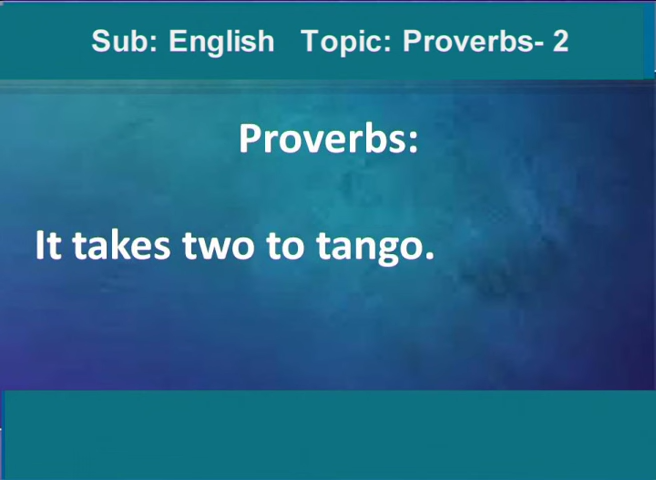 Sub: English Topic: Proverbs- 2
Proverbs:
It takes two to tango.